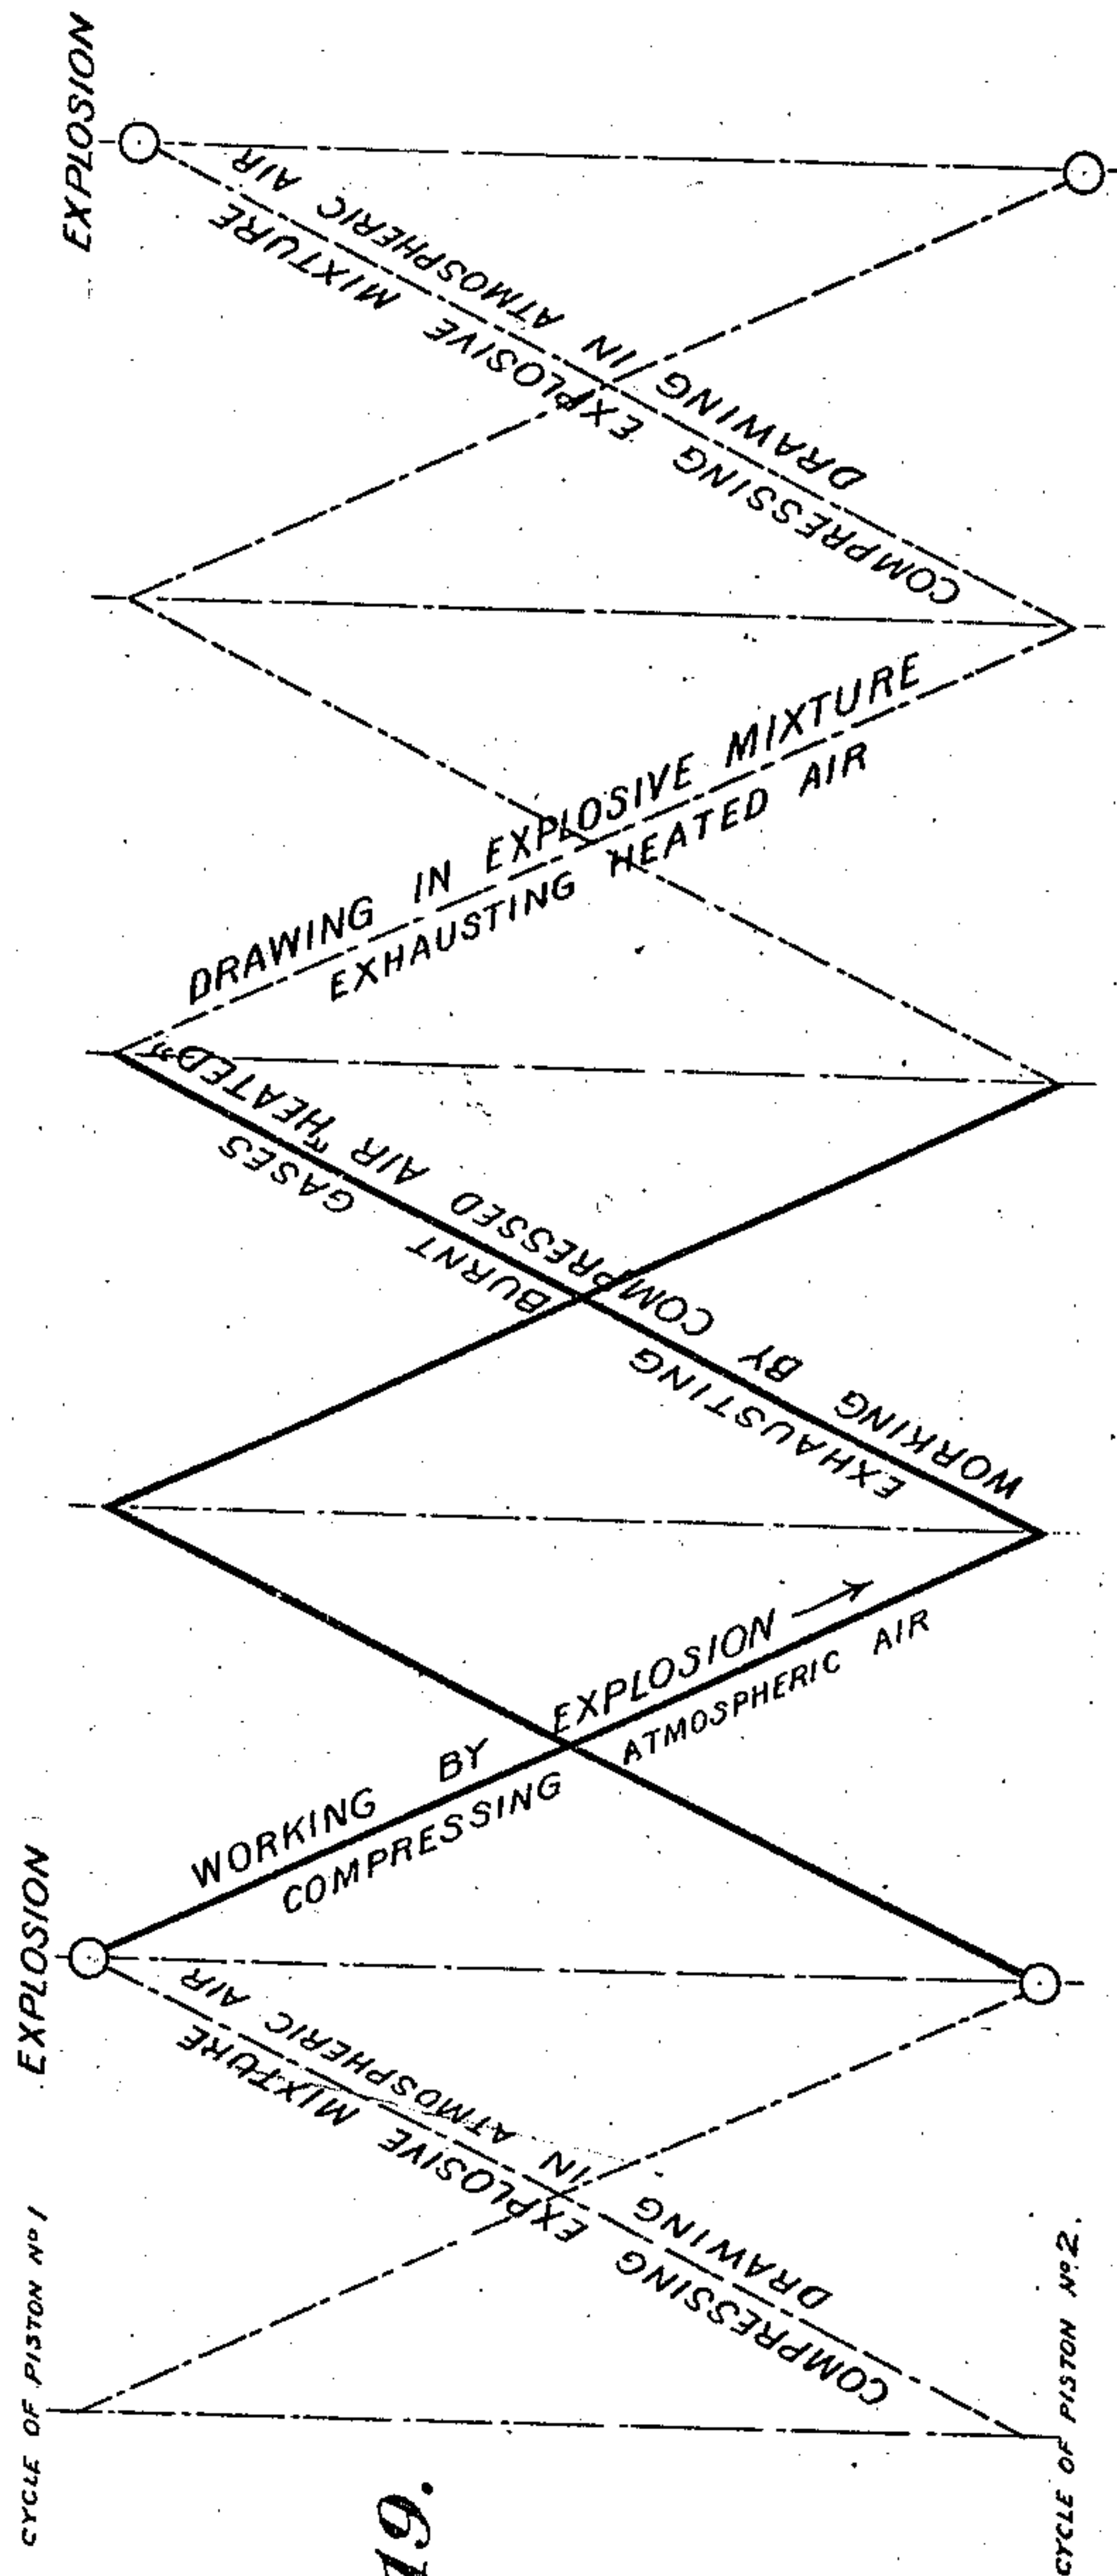 CYCLE OF PISTON Nº 1
EXPLOSION
EXPLOSION
COMPRESSING EXPLOSIVE MIXTURE
DRAWING IN ATMOSPHERIC AIR
WORKING BY EXPLOSION
COMPRESSING ATMOSPHERIC AIR
EXHAUSTING BURNT GASES
WORKING BY COMPRESSED AIR "HEATED"
DRAWING IN EXPLOSIVE MIXTURE
EXHAUSTING HEATED AIR
COMPRESSING EXPLOSIVE MIXTURE
DRAWING IN ATMOSPHERIC AIR
CYCLE OF PISTON Nº 2.
19.